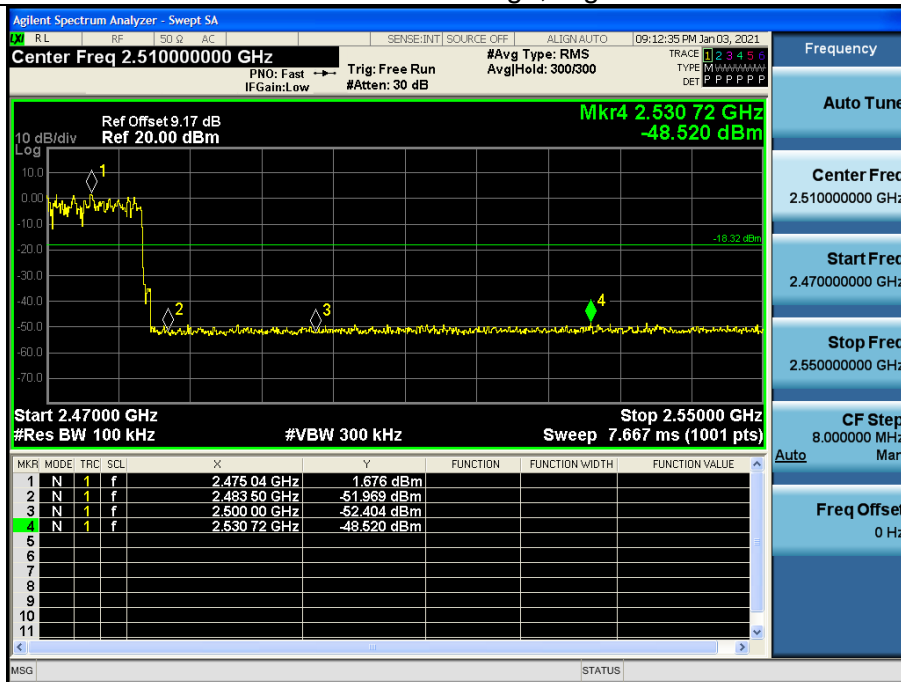 Agilent Spectrum Analyzer - Swept SA
LXI RL RF 50 Ω AC SENSE:INT SOURCE OFF ALIGN AUTO 09:12:35 PM Jan 03, 2021
Center Freq 2.510000000 GHz
PNO: Fast
IFGain:Low
Trig: Free Run
#Atten: 30 dB
#Avg Type: RMS
Avg|Hold: 300/300
TRACE 1 2 3 4 5 6
TYPE M WWWWW
DET P P P P P P
Mkr4 2.530 72 GHz
-48.520 dBm
Ref Offset 9.17 dB
10 dB/div Ref 20.00 dBm
Log
10.0
0.00
-10.0
-20.0
-30.0
-40.0
-50.0
-60.0
-70.0
1
2
3
4
-18.32 dBm
Start 2.47000 GHz Stop 2.55000 GHz
#Res BW 100 kHz #VBW 300 kHz Sweep 7.667 ms (1001 pts)
MKR MODE TRC SCL X Y FUNCTION FUNCTION WIDTH FUNCTION VALUE
1 N 1 f 2.475 04 GHz 1.676 dBm
2 N 1 f 2.483 50 GHz -51.969 dBm
3 N 1 f 2.500 00 GHz -52.404 dBm
4 N 1 f 2.530 72 GHz -48.520 dBm
5
6
7
8
9
10
11
MSG STATUS
Frequency
Auto Tune
Center Freq
2.510000000 GHz
Start Freq
2.470000000 GHz
Stop Freq
2.550000000 GHz
CF Step
8.000000 MHz
Auto Man
Freq Offset
0 Hz